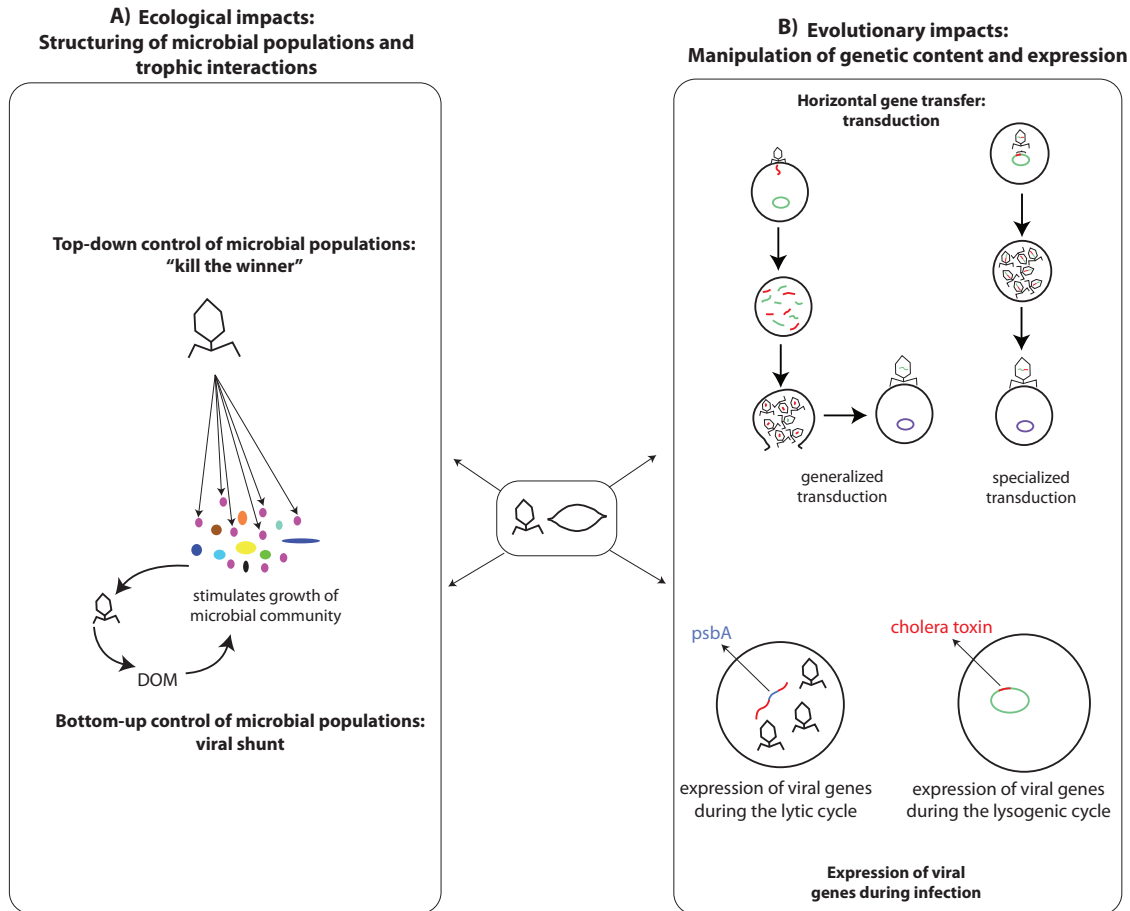 A) Ecological impacts:
Structuring of microbial populations and
trophic interactions
Top-down control of microbial populations:
“kill the winner”
stimulates growth of
microbial community
DOM
Bottom-up control of microbial populations:
viral shunt
B) Evolutionary impacts:
Manipulation of genetic content and expression
Horizontal gene transfer:
transduction
generalized
transduction
specialized
transduction
psbA
cholera toxin
expression of viral genes
during the lytic cycle
expression of viral genes
during the lysogenic cycle
Expression of viral
genes during infection